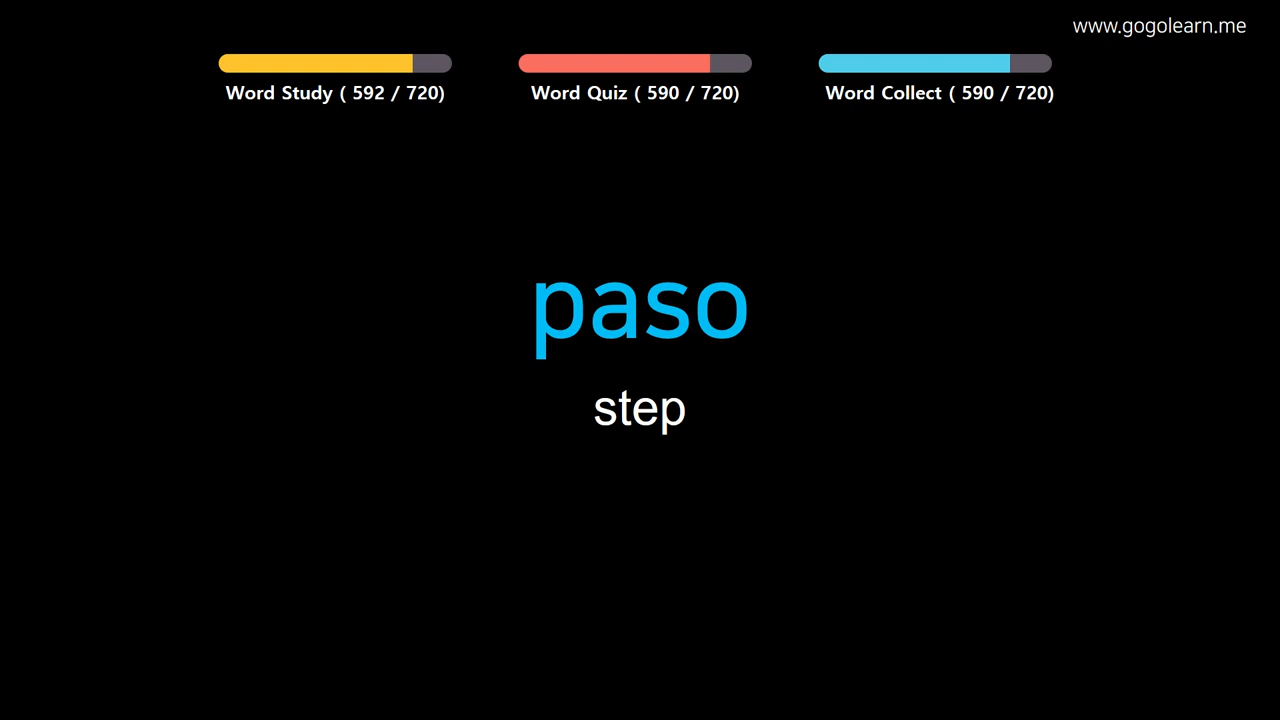 www.gogolearn.me
Word Study ( 592 / 720)
Word Quiz ( 590 / 720)
Word Collect ( 590 / 720)
paso
step